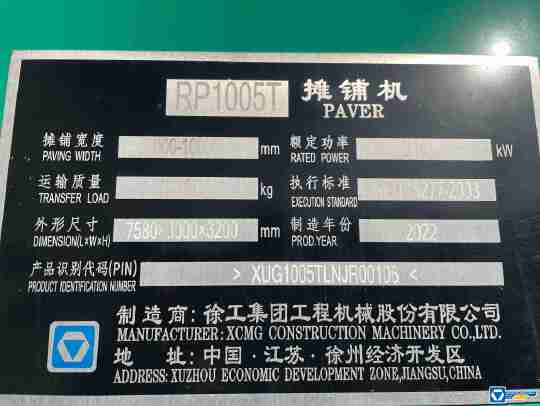 RP1005T 摊铺机
PAVER
摊铺宽度 mm 额定功率 kW
PAVING WIDTH RATED POWER
运输质量 kg 执行标准
TRANSFER LOAD EXECUTION STANDARD
外形尺寸 7580×3000×3200 mm 制造年份 2022
DIMENSION(L×W×H) PROD.YEAR
产品识别代码(PIN) > XUG1005TLNJR00105 <
PRODUCT IDENTIFICATION NUMBER
制造商:徐工集团工程机械股份有限公司
MANUFACTURER: XCMG CONSTRUCTION MACHINERY CO.,LTD.
地 址:中国·江苏·徐州经济开发区
ADDRESS: XUZHOU ECONOMIC DEVELOPMENT ZONE,JIANGSU,CHINA